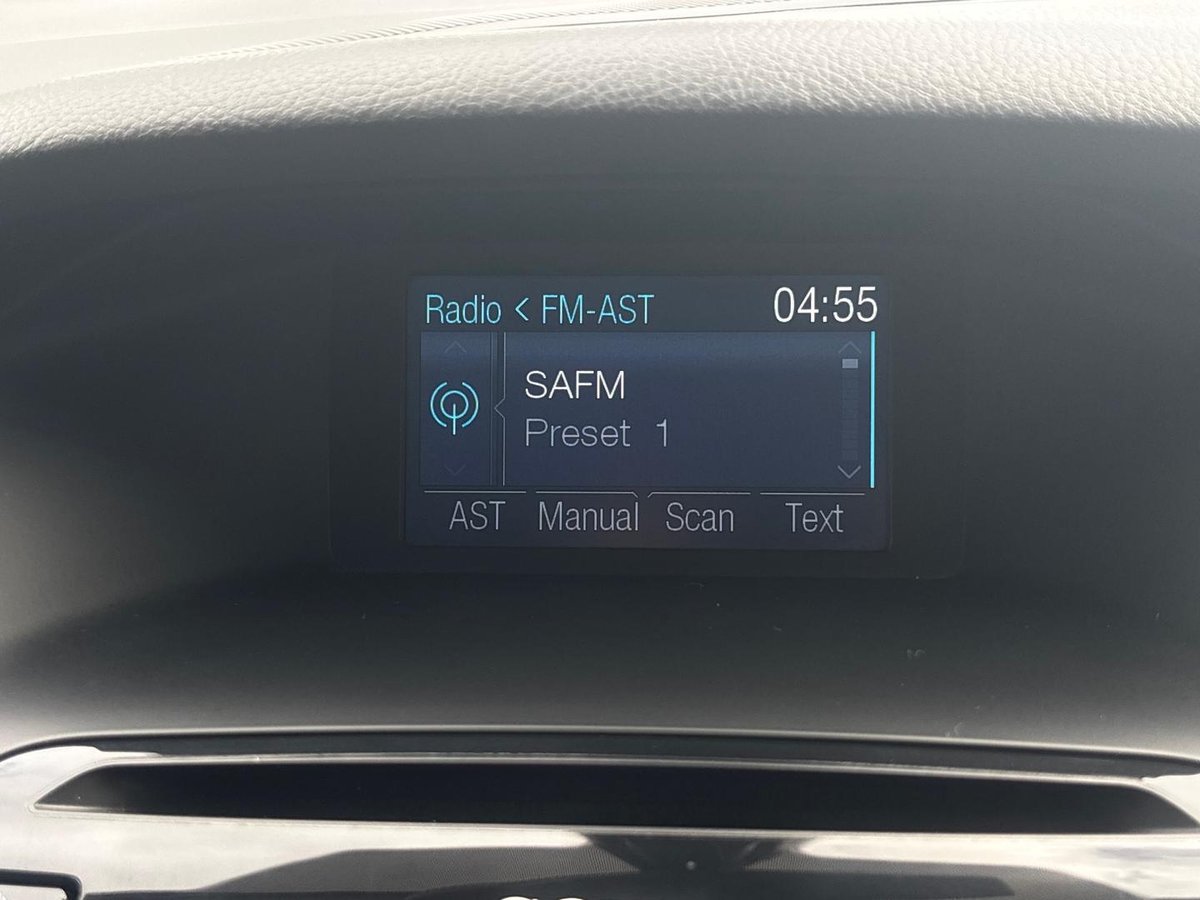 Radio < FM-AST 04:55
SAFM
Preset 1
AST Manual Scan Text